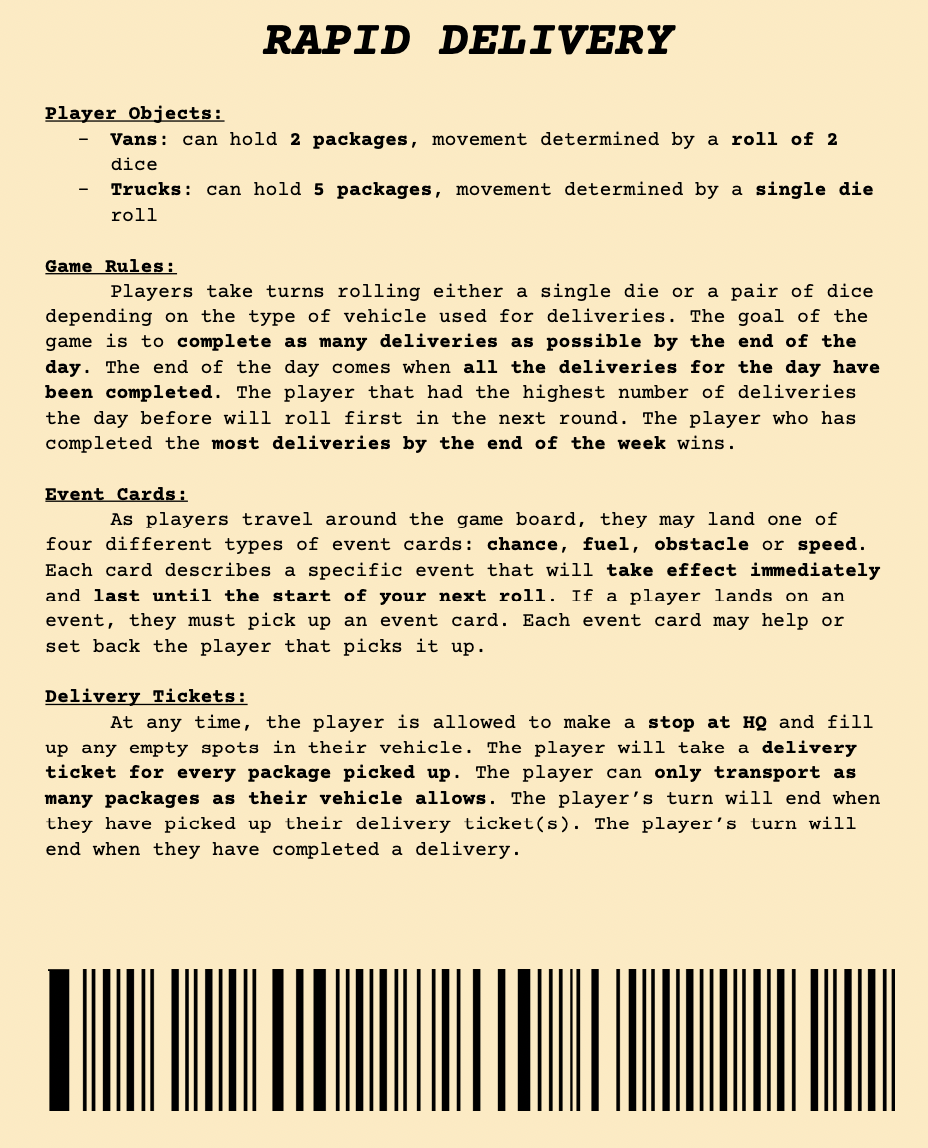 RAPID DELIVERY
Player Objects:
– Vans: can hold 2 packages, movement determined by a roll of 2
dice
– Trucks: can hold 5 packages, movement determined by a single die
roll
Game Rules:
Players take turns rolling either a single die or a pair of dice
depending on the type of vehicle used for deliveries. The goal of the
game is to complete as many deliveries as possible by the end of the
day. The end of the day comes when all the deliveries for the day have
been completed. The player that had the highest number of deliveries
the day before will roll first in the next round. The player who has
completed the most deliveries by the end of the week wins.
Event Cards:
As players travel around the game board, they may land one of
four different types of event cards: chance, fuel, obstacle or speed.
Each card describes a specific event that will take effect immediately
and last until the start of your next roll. If a player lands on an
event, they must pick up an event card. Each event card may help or
set back the player that picks it up.
Delivery Tickets:
At any time, the player is allowed to make a stop at HQ and fill
up any empty spots in their vehicle. The player will take a delivery
ticket for every package picked up. The player can only transport as
many packages as their vehicle allows. The player’s turn will end when
they have picked up their delivery ticket(s). The player’s turn will
end when they have completed a delivery.